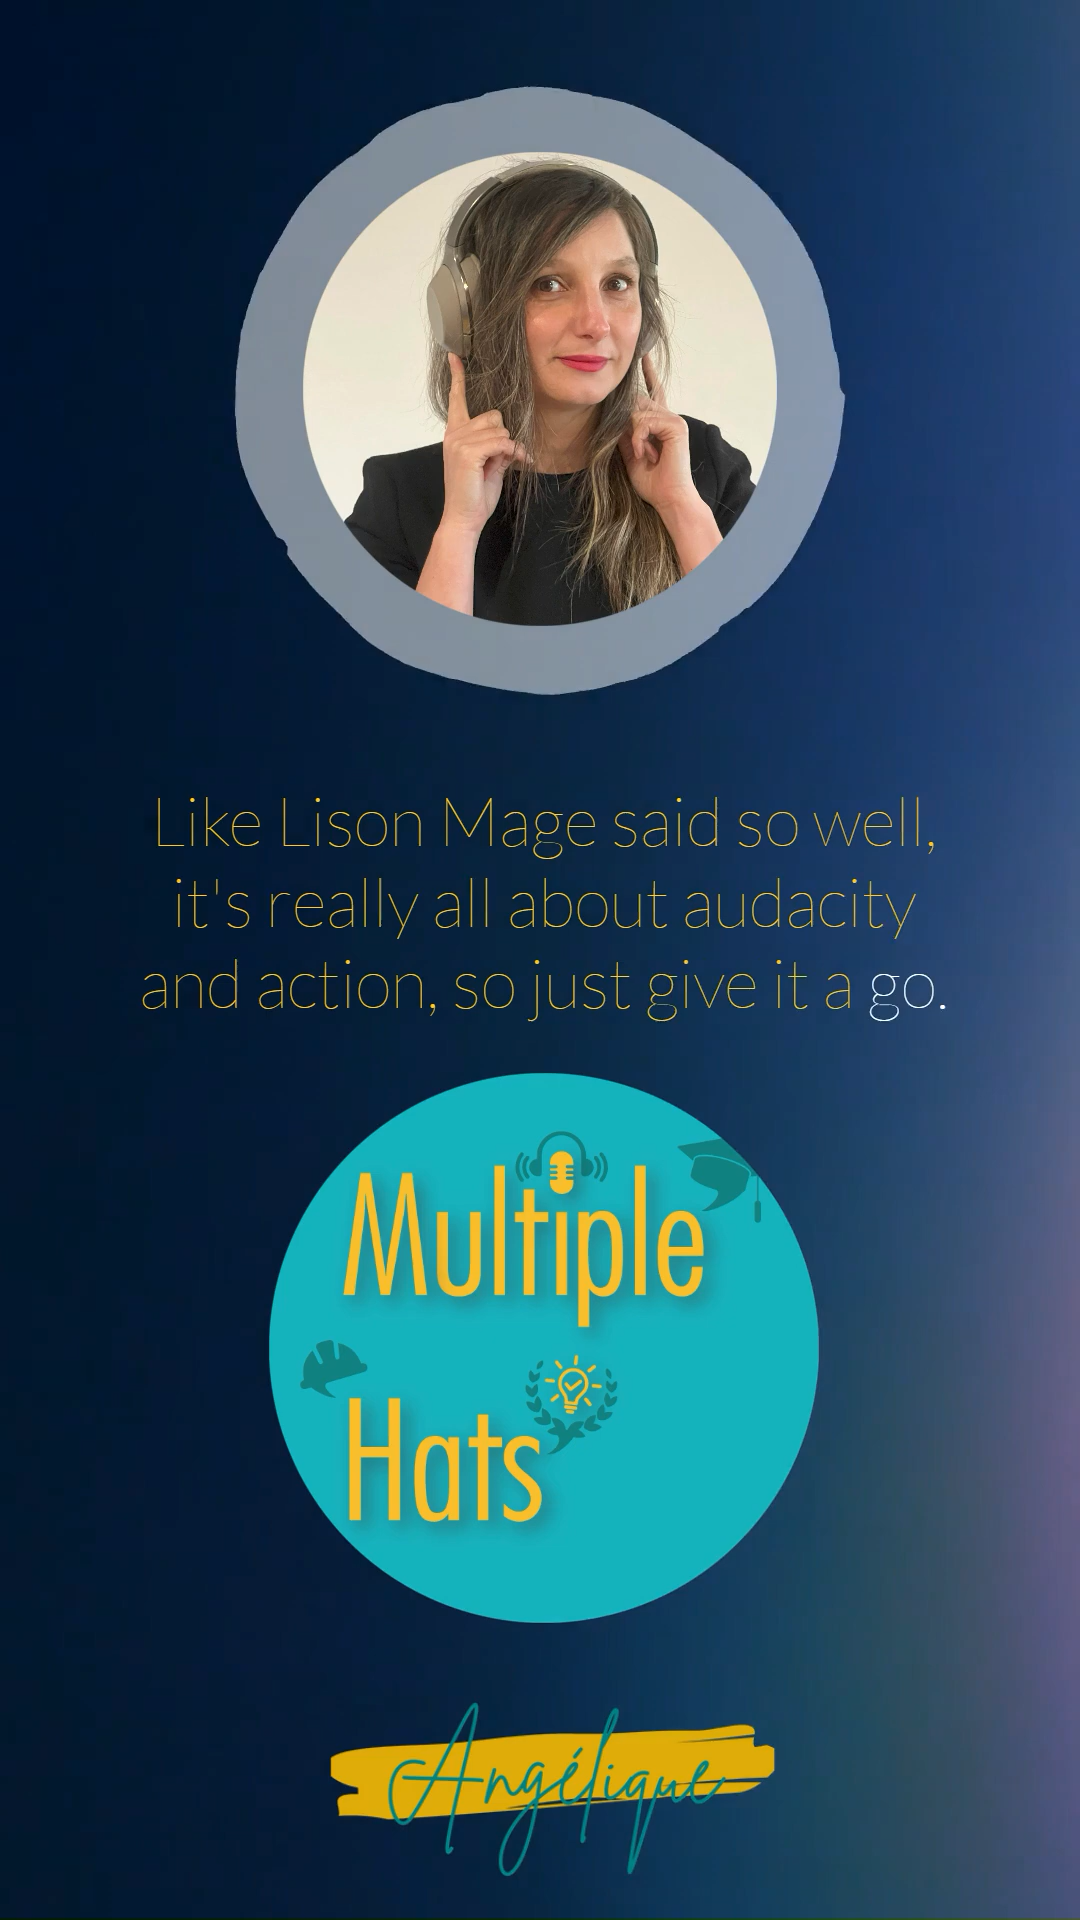 Like Lison Mage said so well,
it's really all about audacity
and action, so just give it a go.
Multiple
Hats
Angélique